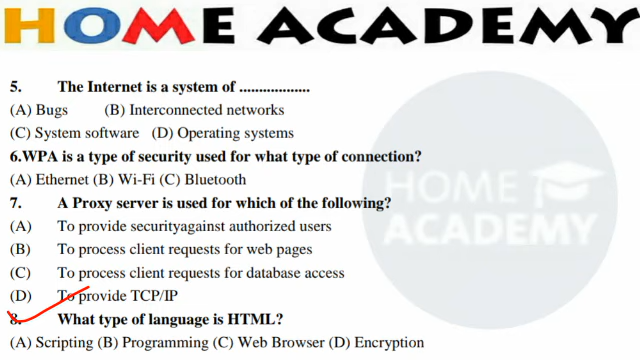 HOME ACADEMY
5. The Internet is a system of ..................
(A) Bugs (B) Interconnected networks
(C) System software (D) Operating systems
6.WPA is a type of security used for what type of connection?
(A) Ethernet (B) Wi-Fi (C) Bluetooth
7. A Proxy server is used for which of the following?
(A) To provide securityagainst authorized users
(B) To process client requests for web pages
(C) To process client requests for database access
(D) To provide TCP/IP
8. What type of language is HTML?
(A) Scripting (B) Programming (C) Web Browser (D) Encryption
HOME
ACADEMY